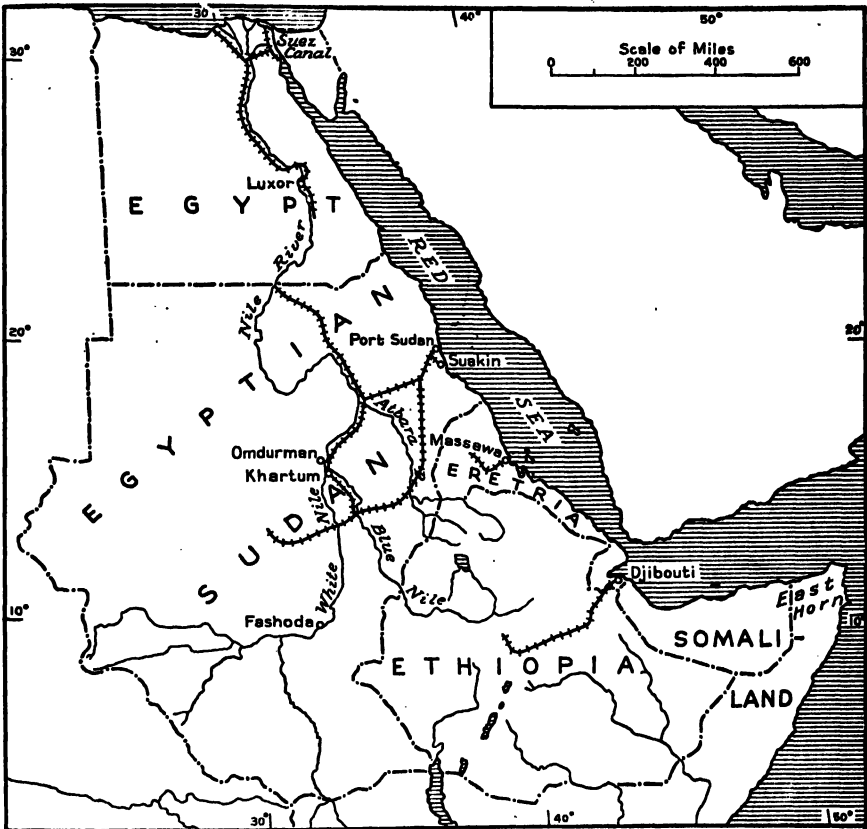 30°
40°
50°
Scale of Miles
0 200 400 600
30°
Suez
Canal
Luxor
EGYPT
River
RED
Nile
20°
20°
Port Sudan
Suakin
EGYPTIAN
Atbara
SEA
Omdurman
Khartum
Massawa
ERETRIA
Nile
SUDAN
Blue
Nile
White
Djibouti
East
Horn
10°
10°
Fashoda
SOMALI
ETHIOPIA
LAND
30°
40°
50°